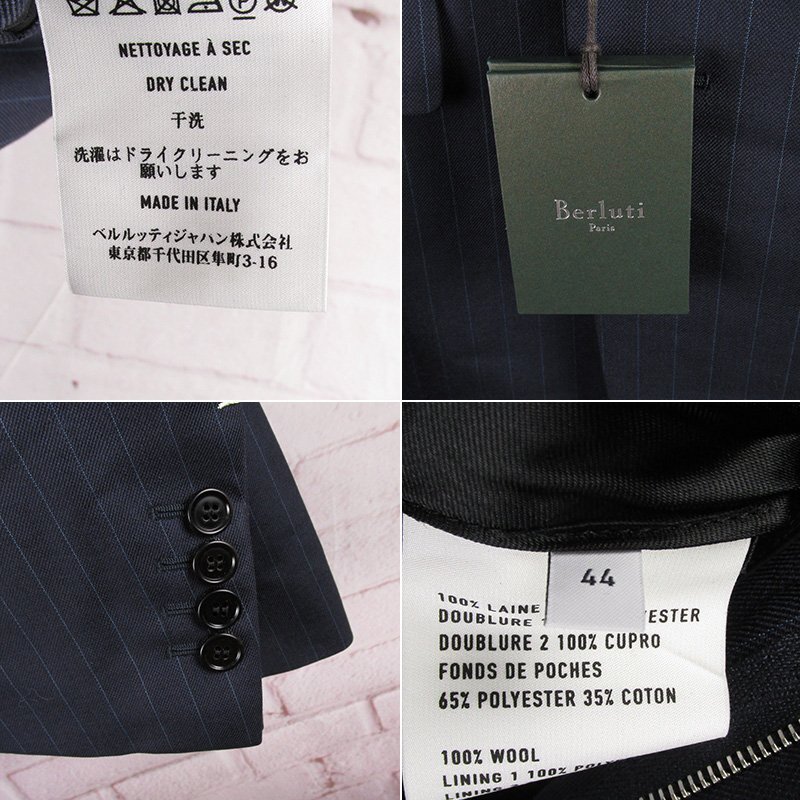 NETTOYAGE À SEC
DRY CLEAN
干洗
洗濯はドライクリーニングをお
願いします
MADE IN ITALY
ベルルッティジャパン株式会社
東京都千代田区隼町3-16
Berluti
Paris
44
100% LAINE
DOUBLURE
DOUBLURE 2 100% CUPRO
FONDS DE POCHES
65% POLYESTER 35% COTON
100% WOOL
LINING 1 100%